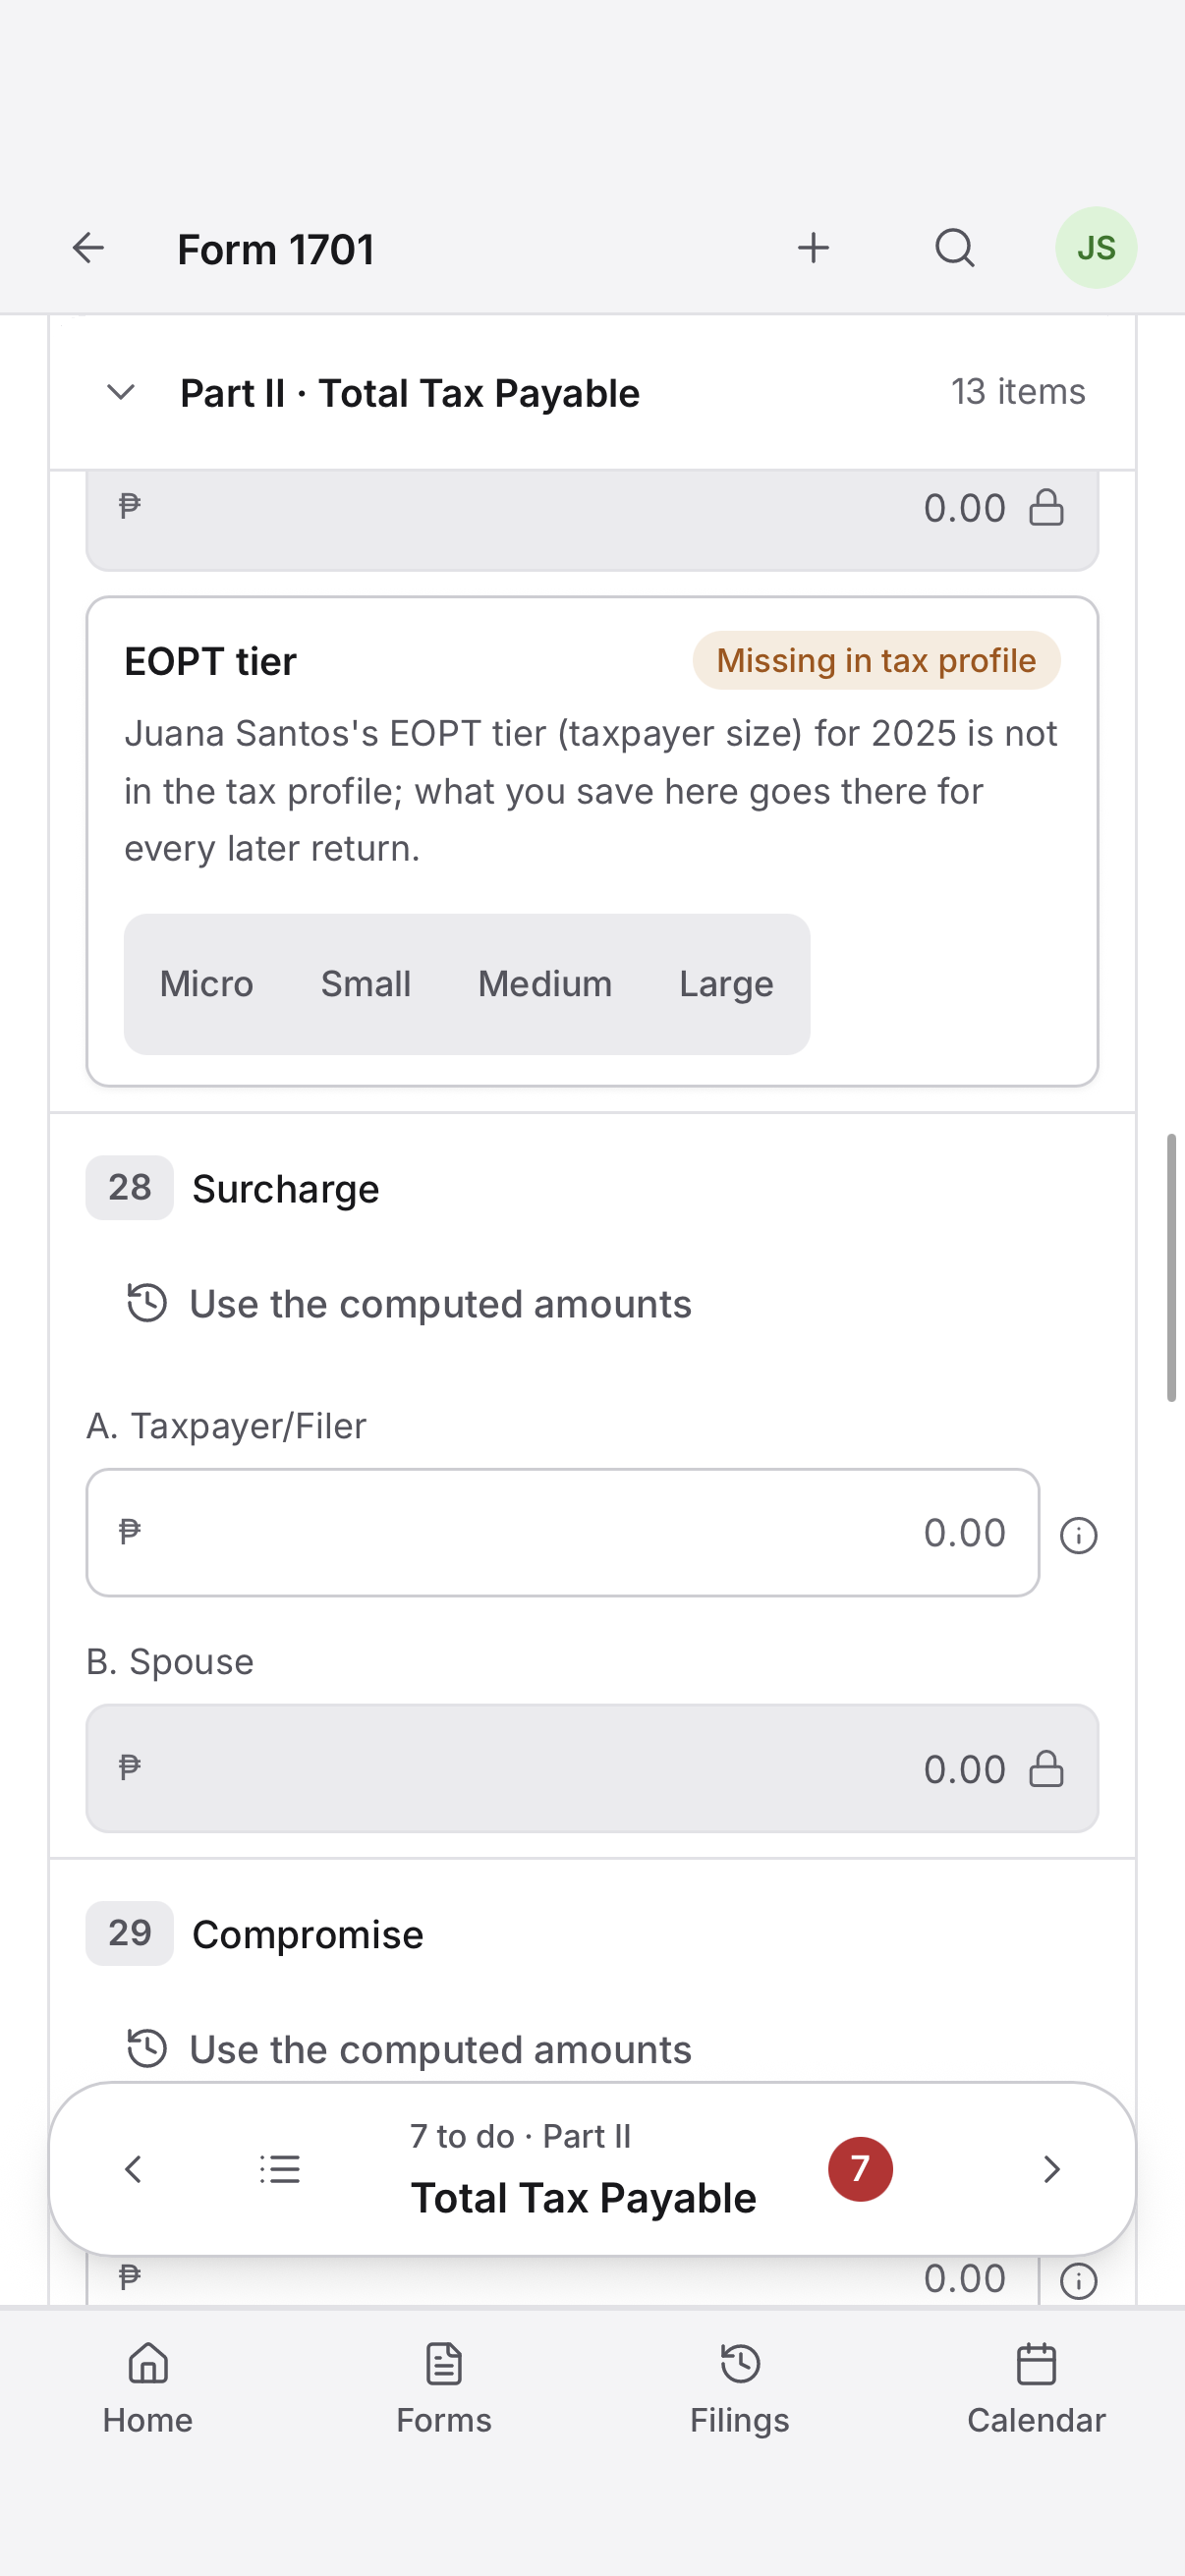 Form 1701
JS
Part II · Total Tax Payable
13 items
₱ 0.00
EOPT tier
Missing in tax profile
Juana Santos's EOPT tier (taxpayer size) for 2025 is not
in the tax profile; what you save here goes there for
every later return.
Micro Small Medium Large
28 Surcharge
Use the computed amounts
A. Taxpayer/Filer
₱ 0.00
B. Spouse
₱ 0.00
29 Compromise
Use the computed amounts
7 to do · Part II
Total Tax Payable
7
₱ 0.00
Home Forms Filings Calendar